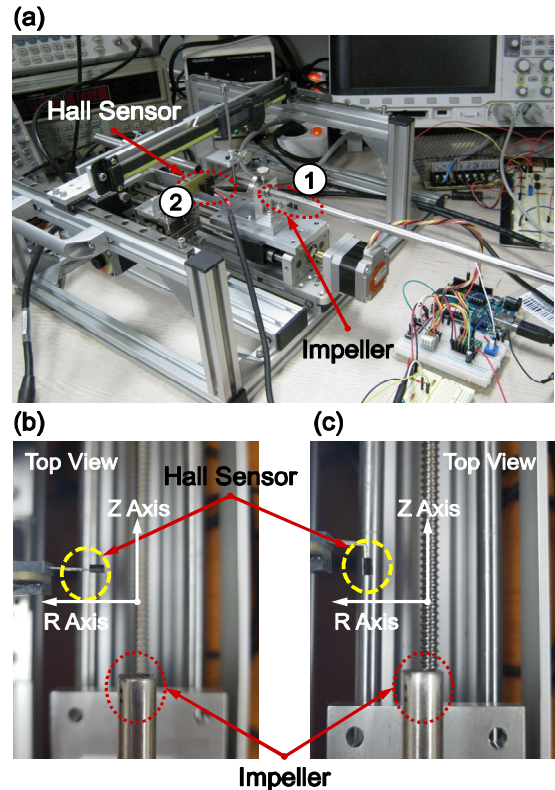 (a)
Hall Sensor
1
2
Impeller
(b)
(c)
Top View
Top View
Hall Sensor
Z Axis
Z Axis
R Axis
R Axis
Impeller